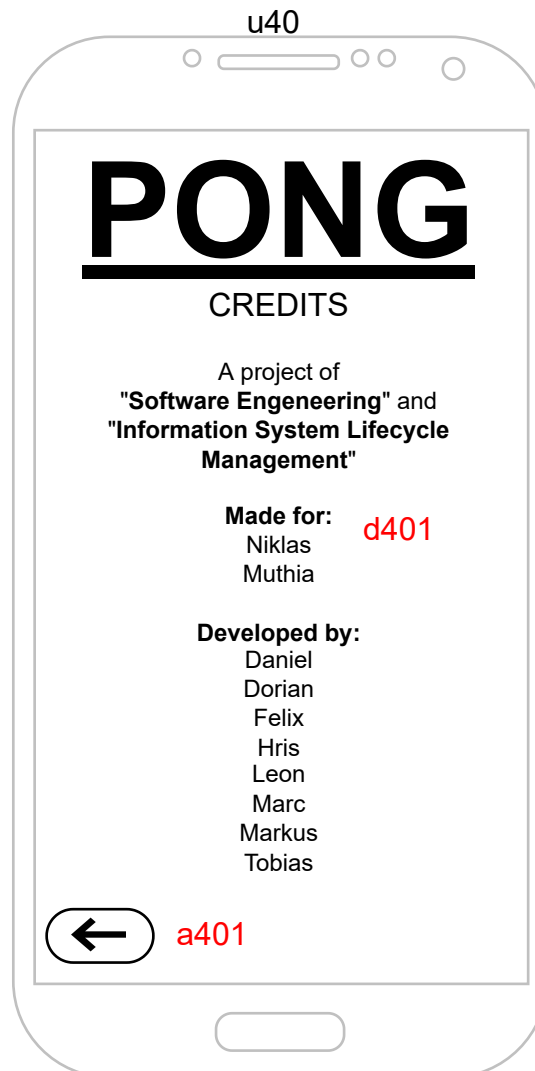 u40
PONG
CREDITS
A project of
"Software Engeneering" and
"Information System Lifecycle
Management"
Made for:
d401
Niklas
Muthia
Developed by:
Daniel
Dorian
Felix
Hris
Leon
Marc
Markus
Tobias
a401